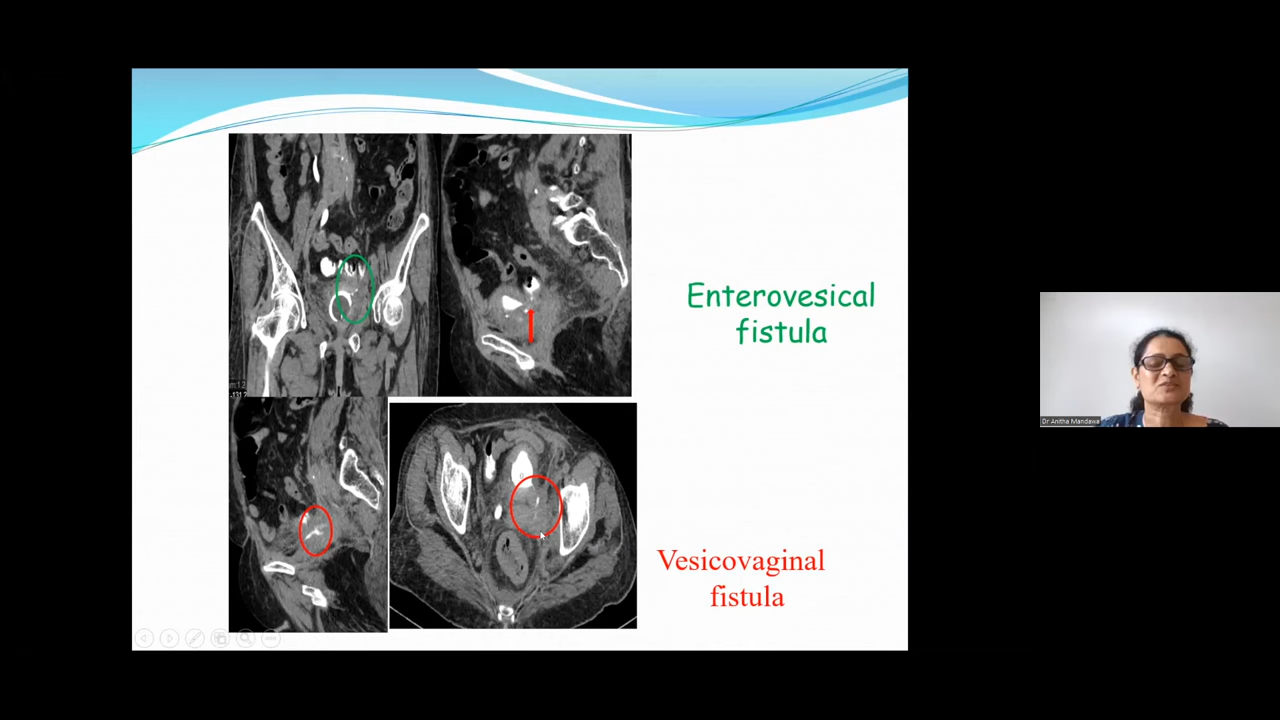 Enterovesical
fistula
Vesicovaginal
fistula
Dr Anitha Mandava